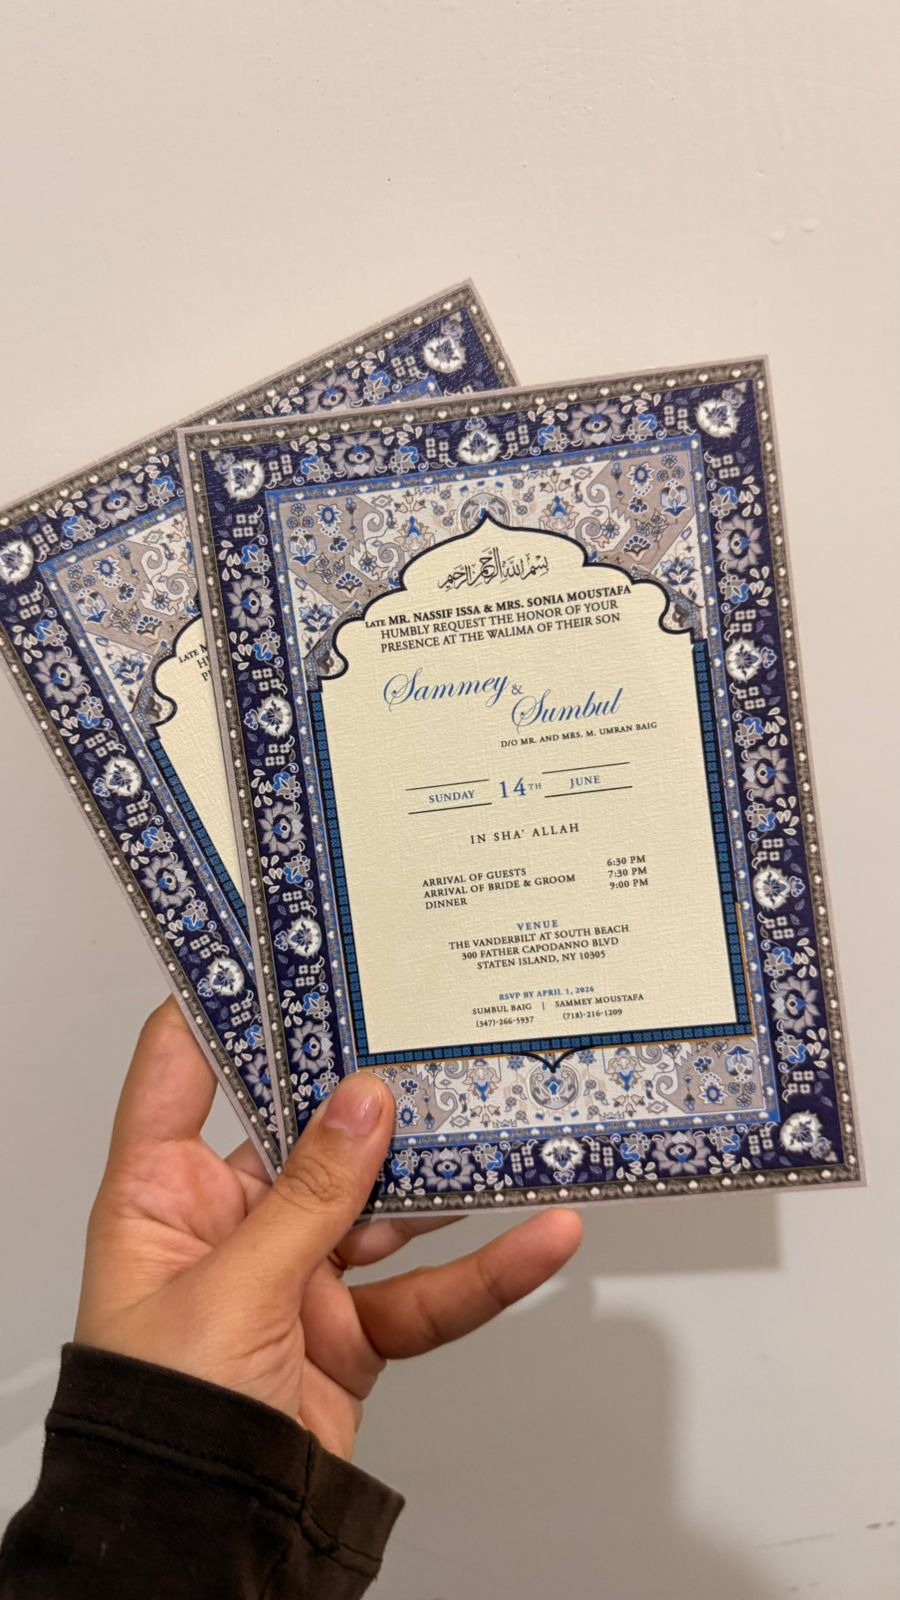 بسم الله الرحمن الرحيم
LATE MR. NASSIF ISSA & MRS. SONIA MOUSTAFA
HUMBLY REQUEST THE HONOR OF YOUR
PRESENCE AT THE WALIMA OF THEIR SON
Sammey &
Sumbul
D/O MR. AND MRS. M. UMRAN BAIG
SUNDAY 14TH JUNE
IN SHA' ALLAH
ARRIVAL OF GUESTS 6:30 PM
ARRIVAL OF BRIDE & GROOM 7:30 PM
DINNER 9:00 PM
VENUE
THE VANDERBILT AT SOUTH BEACH
300 FATHER CAPODANNO BLVD
STATEN ISLAND, NY 10305
RSVP BY APRIL 1, 2026
SUMBUL BAIG | SAMMEY MOUSTAFA
(347)-266-5937 (718)-216-1209
LATE M
H
P